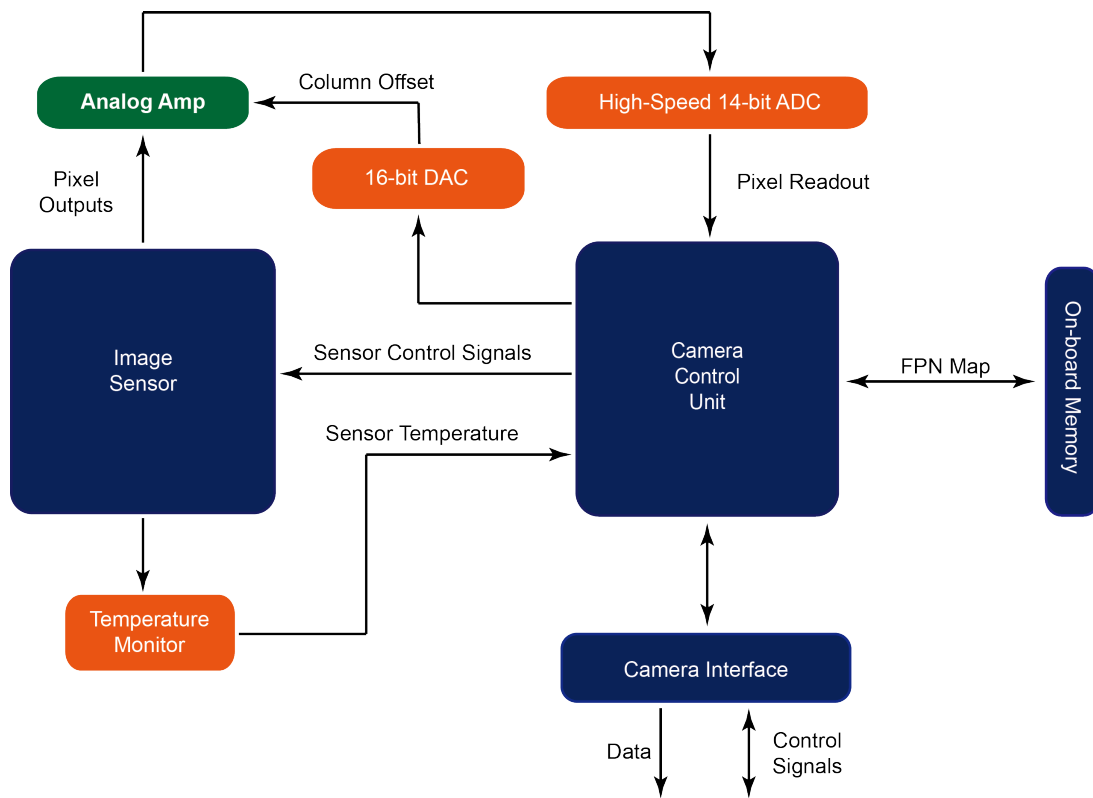 Column Offset
Analog Amp
High-Speed 14-bit ADC
16-bit DAC
Pixel
Outputs
Pixel Readout
Image
Sensor
Sensor Control Signals
Camera
Control
Unit
FPN Map
On-board Memory
Sensor Temperature
Temperature
Monitor
Camera Interface
Data
Control
Signals